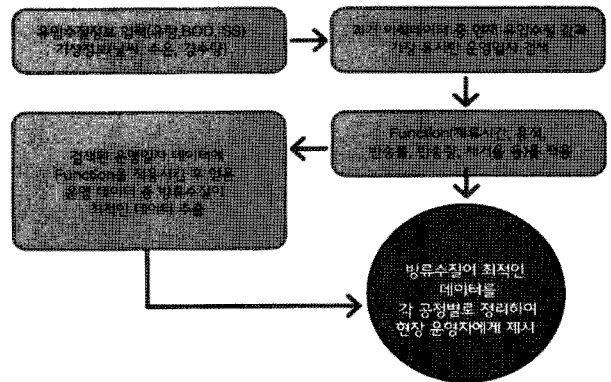 유입수질정보 입력(유량,BOD, SS)
기상정보(날씨, 수온, 강수량)
과거 이력데이터 중 현재 유입수질 값과
가장 유사한 운영일자 검색
Function(체류시간, 용적,
반송률, 반송량, 제거율 등)를 적용
검색된 운영일자 데이터에
Function을 적용시킨 후 얻은
운영 데이터 중 방류수질이
최적인 데이터 추출
방류수질이 최적인
데이터를
각 공정별로 정리하여
현장 운영자에게 제시